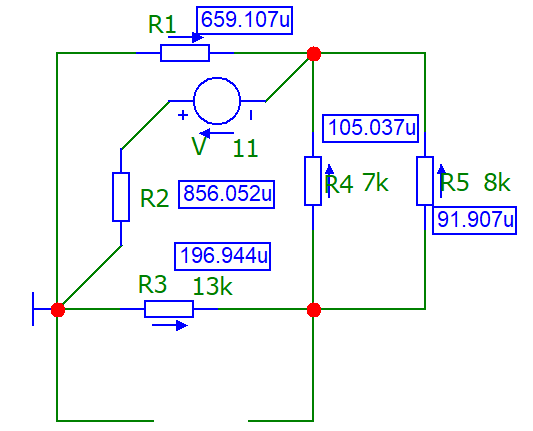 R1 659.107u
+ -
V 11
105.037u
R2 856.052u
R4 7k
R5 8k
91.907u
196.944u
R3 13k